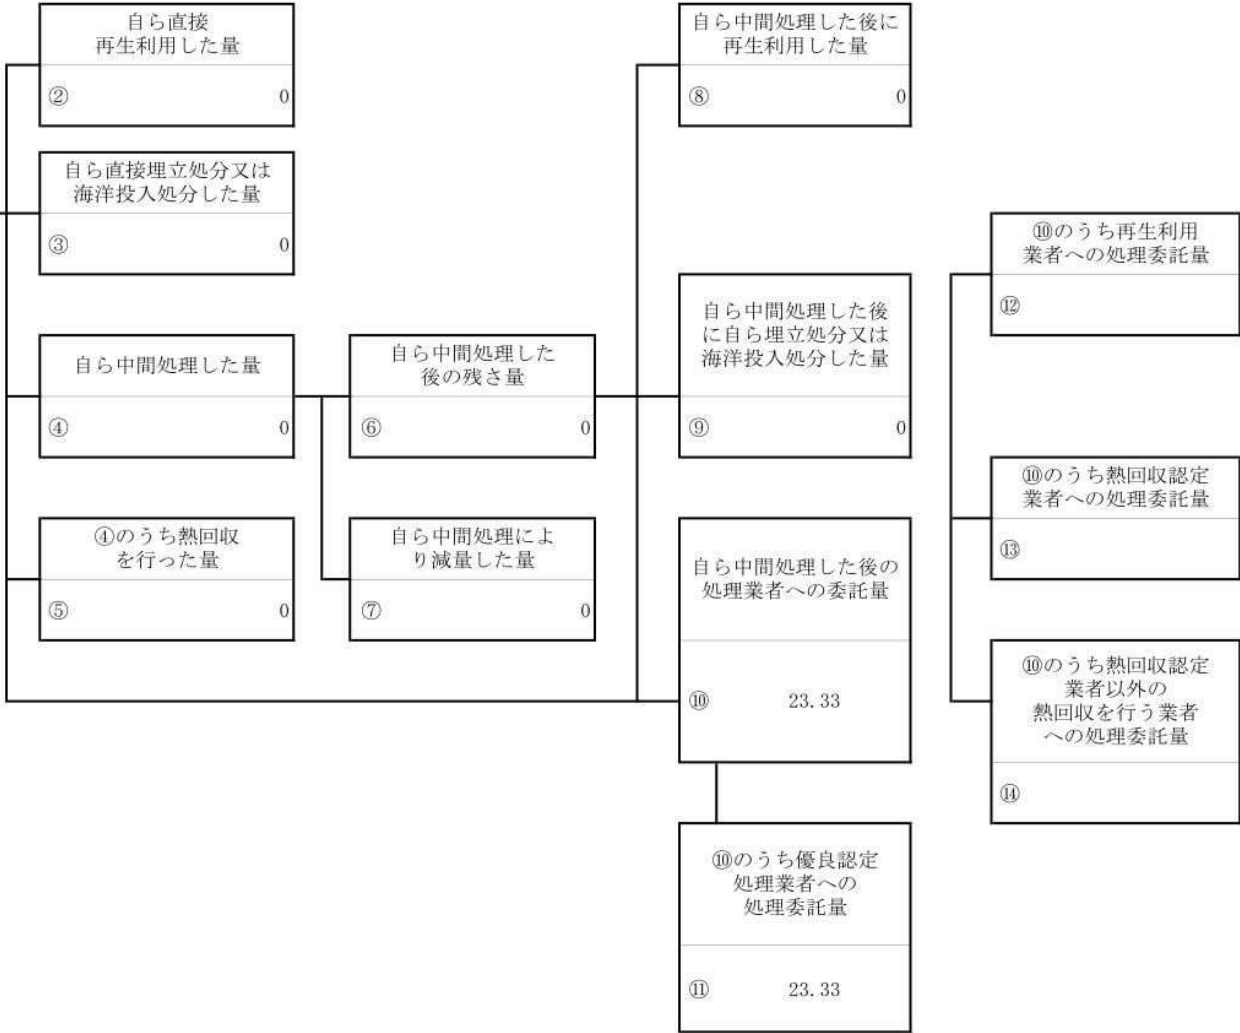 自ら直接
再生利用した量
② 0
自ら直接埋立処分又は
海洋投入処分した量
③ 0
自ら中間処理した量
④ 0
④のうち熱回収
を行った量
⑤ 0
自ら中間処理した
後の残さ量
⑥ 0
自ら中間処理によ
り減量した量
⑦ 0
自ら中間処理した後に
再生利用した量
⑧ 0
自ら中間処理した後
に自ら埋立処分又は
海洋投入処分した量
⑨ 0
自ら中間処理した後の
処理業者への委託量
⑩ 23.33
⑩のうち優良認定
処理業者への
処理委託量
⑪ 23.33
⑩のうち再生利用
業者への処理委託量
⑫
⑩のうち熱回収認定
業者への処理委託量
⑬
⑩のうち熱回収認定
業者以外の
熱回収を行う業者
への処理委託量
⑭